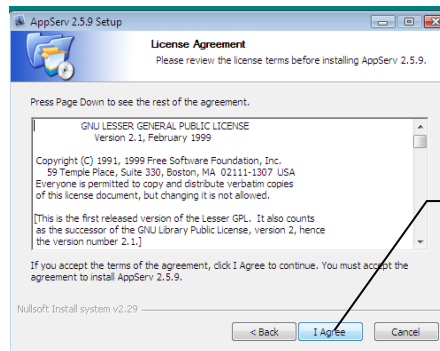 AppServ 2.5.9 Setup
License Agreement
Please review the license terms before installing AppServ 2.5.9.
Press Page Down to see the rest of the agreement.
GNU LESSER GENERAL PUBLIC LICENSE
Version 2.1, February 1999
Copyright (C) 1991, 1999 Free Software Foundation, Inc.
59 Temple Place, Suite 330, Boston, MA 02111-1307 USA
Everyone is permitted to copy and distribute verbatim copies
of this license document, but changing it is not allowed.
[This is the first released version of the Lesser GPL. It also counts
as the successor of the GNU Library Public License, version 2, hence
the version number 2.1.]
If you accept the terms of the agreement, click I Agree to continue. You must accept the
agreement to install AppServ 2.5.9.
Nullsoft Install system v2.29
< Back
I Agree
Cancel